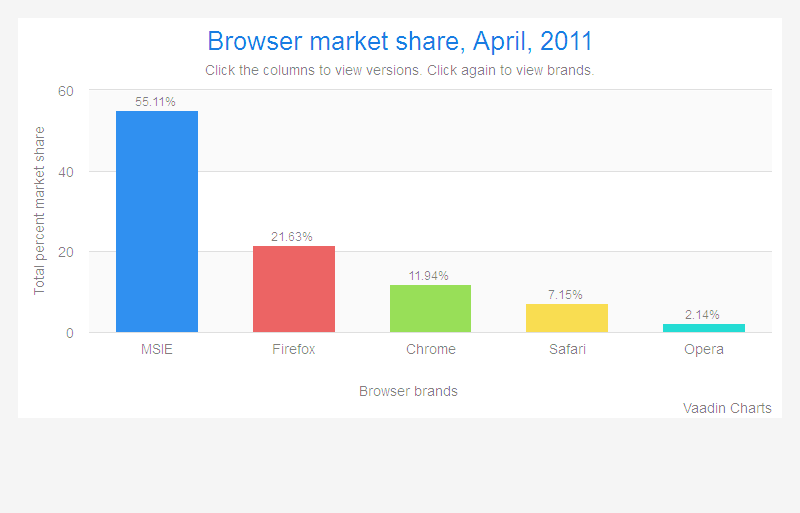 Browser market share, April, 2011
Click the columns to view versions. Click again to view brands.
Total percent market share
60
40
20
0
55.11%
21.63%
11.94%
7.15%
2.14%
MSIE
Firefox
Chrome
Safari
Opera
Browser brands
Vaadin Charts